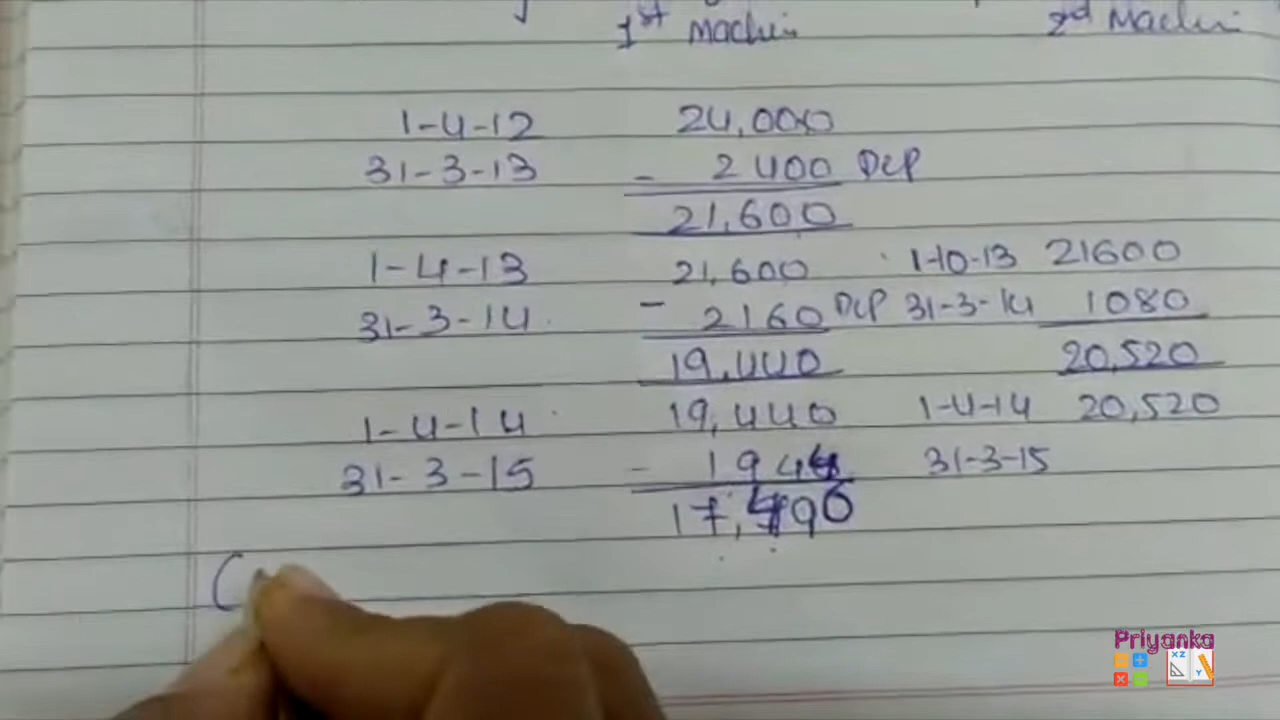 1st Machin 2nd Machin
1-4-12 24,000
31-3-13 - 2400 DEP
21,600
1-4-13 21,600 1-10-13 21600
31-3-14 - 2160 DEP 31-3-14 1080
19,440 20,520
1-4-14 19,440 1-4-14 20,520
31-3-15 - 1944 31-3-15
17,496
(
Priyanka